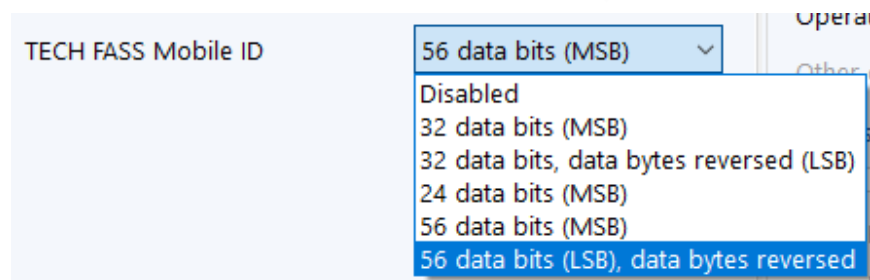 TECH FASS Mobile ID
56 data bits (MSB)
Disabled
32 data bits (MSB)
32 data bits, data bytes reversed (LSB)
24 data bits (MSB)
56 data bits (MSB)
56 data bits (LSB), data bytes reversed